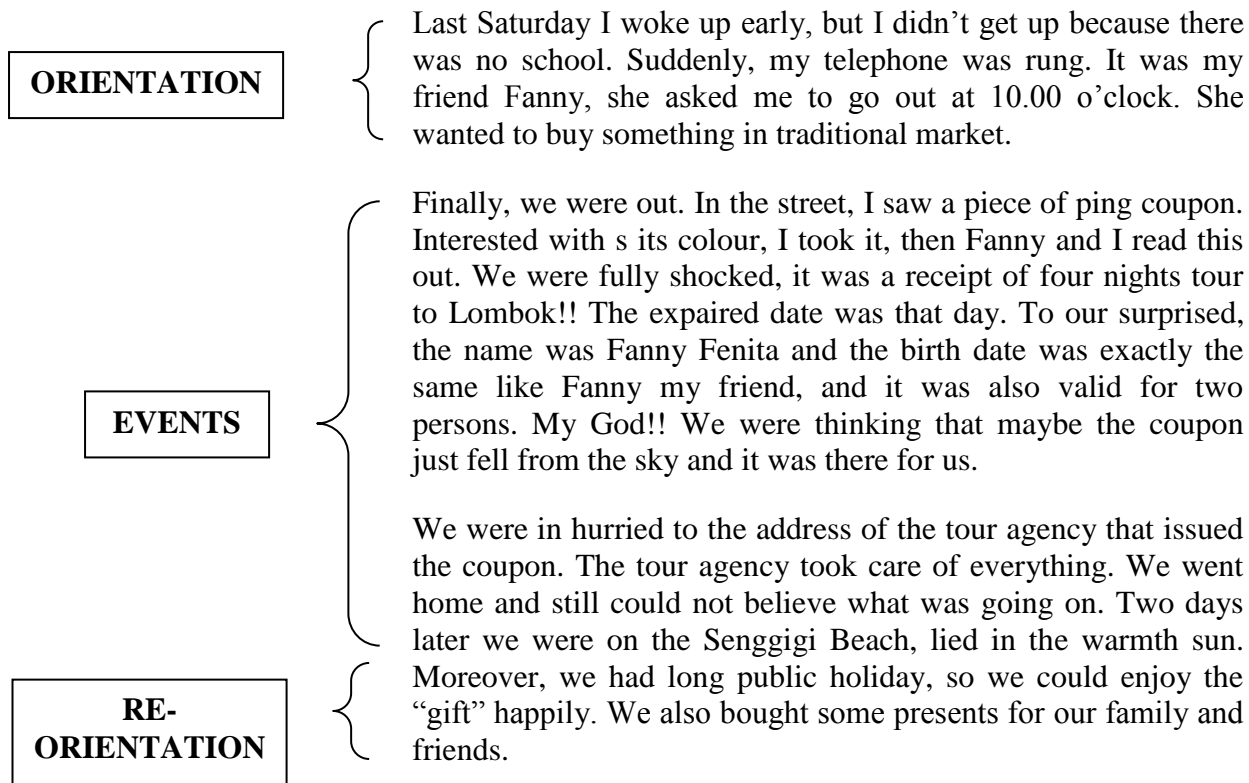 ORIENTATION
Last Saturday I woke up early, but I didn’t get up because there
was no school. Suddenly, my telephone was rung. It was my
friend Fanny, she asked me to go out at 10.00 o’clock. She
wanted to buy something in traditional market.
EVENTS
Finally, we were out. In the street, I saw a piece of ping coupon.
Interested with s its colour, I took it, then Fanny and I read this
out. We were fully shocked, it was a receipt of four nights tour
to Lombok!! The expaired date was that day. To our surprised,
the name was Fanny Fenita and the birth date was exactly the
same like Fanny my friend, and it was also valid for two
persons. My God!! We were thinking that maybe the coupon
just fell from the sky and it was there for us.
We were in hurried to the address of the tour agency that issued
the coupon. The tour agency took care of everything. We went
home and still could not believe what was going on. Two days
later we were on the Senggigi Beach, lied in the warmth sun.
RE-
ORIENTATION
Moreover, we had long public holiday, so we could enjoy the
“gift” happily. We also bought some presents for our family and
friends.